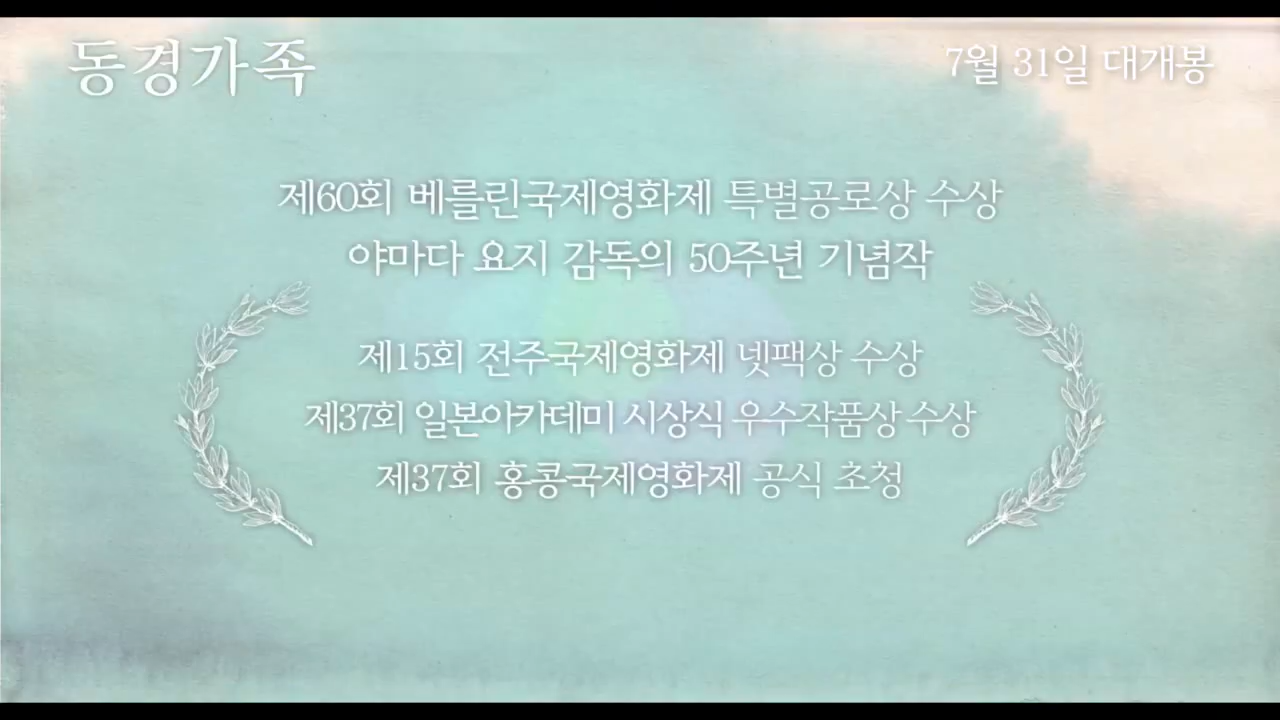 동경가족
7월 31일 대개봉
제60회 베를린국제영화제 특별공로상 수상
야마다 요지 감독의 50주년 기념작
제15회 전주국제영화제 넷팩상 수상
제37회 일본아카데미 시상식 우수작품상 수상
제37회 홍콩국제영화제 공식 초청